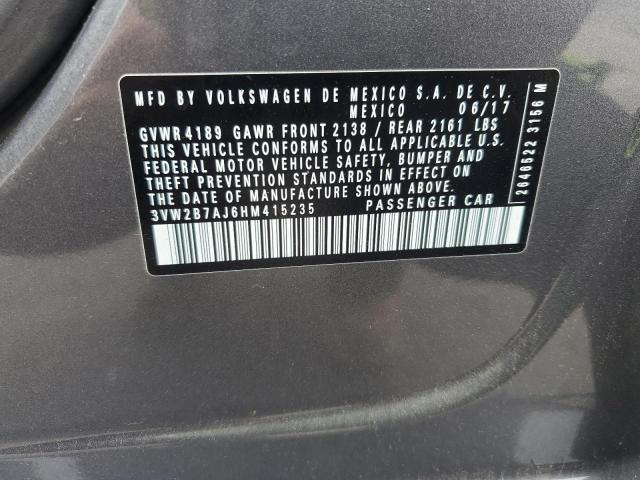 MFD BY VOLKSWAGEN DE MEXICO S.A. DE C.V.
MEXICO 06/17
GVWR 4189 GAWR FRONT 2138 / REAR 2161 LBS
THIS VEHICLE CONFORMS TO ALL APPLICABLE U.S.
FEDERAL MOTOR VEHICLE SAFETY, BUMPER AND
THEFT PREVENTION STANDARDS IN EFFECT ON
THE DATE OF MANUFACTURE SHOWN ABOVE.
3VW2B7AJ6HM415235 PASSENGER CAR
2646522 3156 M